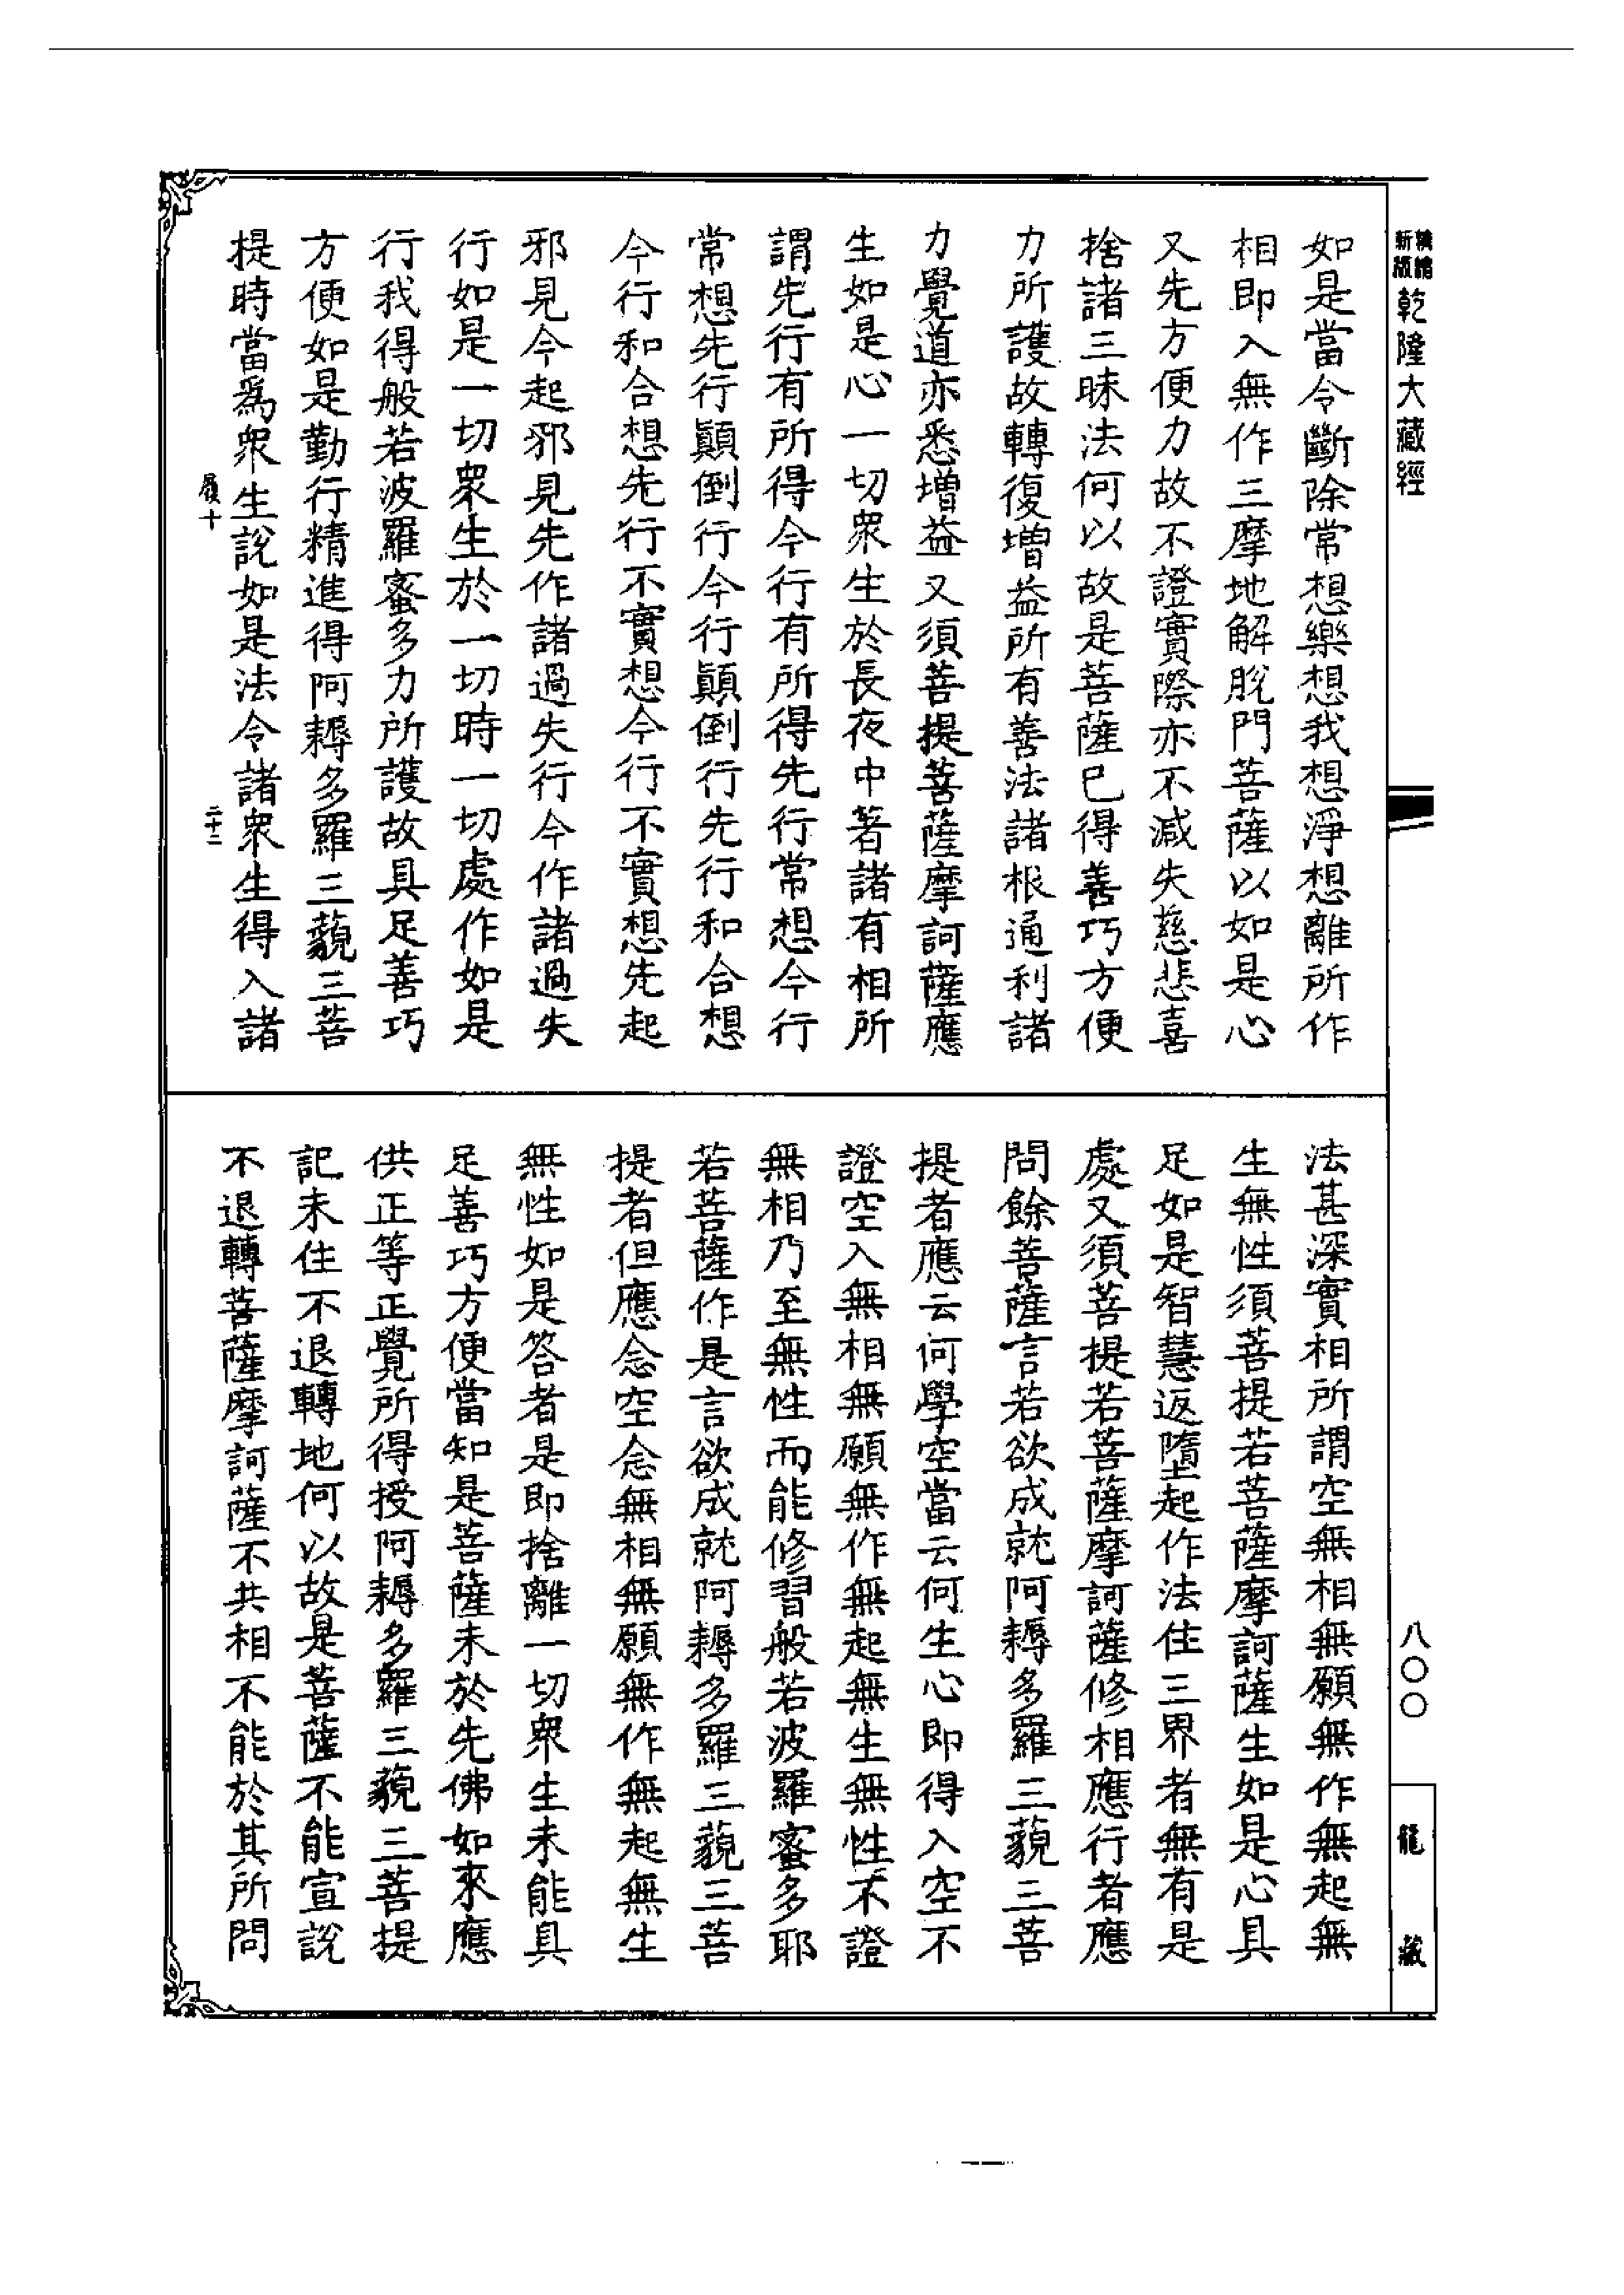 精緒
新版
乾隆大藏經
如是當令斷除常想樂想我想淨想離所作
相即入無作三摩地解脫門菩薩以如是心
又先方便力故不證實際亦不減失慈悲喜
捨諸三昧法何以故是菩薩已得善巧方便
力所護故轉復增益所有善法諸根通利諸
力覺道亦悉增益又須菩提菩薩摩訶薩應
生如是心一切眾生於長夜中著諸有相所
謂先行有所得今行有所得先行常想今行
常想先行顛倒行今行顛倒行先行和合想
今行和合想先行不實想今行不實想先起
邪見今起邪見先作諸過失行今作諸過失
行如是一切眾生於一切時一切處作如是
行我得般若波羅蜜多力所護故具足善巧
方便如是勤行精進得阿耨多羅三藐三菩
提時當為眾生說如是法令諸眾生得入諸
履十
二十二
法甚深實相所謂空無相無願無作無起無
生無性須菩提若菩薩摩訶薩生如是心具
足如是智慧返墮起作法住三界者無有是
處又須菩提若菩薩摩訶薩修相應行者應
問餘菩薩言若欲成就阿耨多羅三藐三菩
提者應云何學空當云何生心即得入空不
證空入無相無願無作無起無生無性不證
無相乃至無性而能修習般若波羅蜜多耶
若菩薩作是言欲成就阿耨多羅三藐三菩
提者但應念空念無相無願無作無起無生
無性如是答者是即捨離一切眾生未能具
足善巧方便當知是菩薩未於先佛如來應
供正等正覺所得授阿耨多羅三藐三菩提
記未住不退轉地何以故是菩薩不能宣說
不退轉菩薩摩訶薩不共相不能於其所問
八〇〇
龍藏